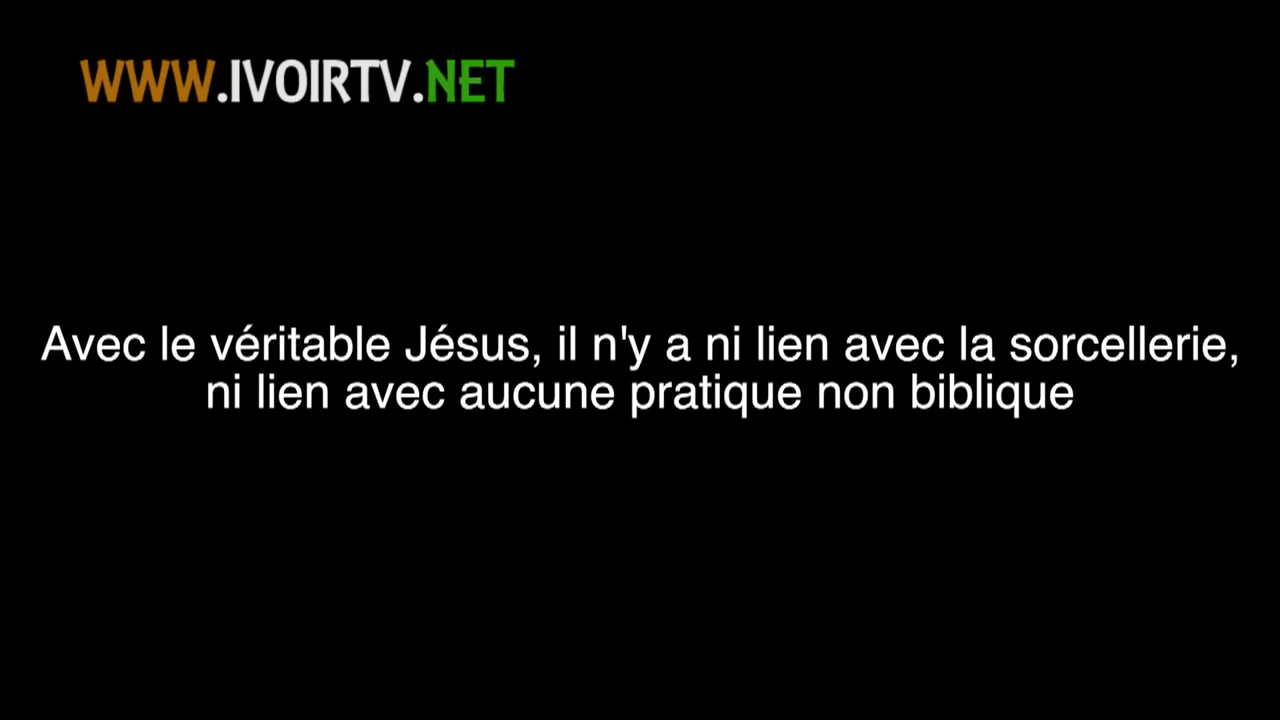 WWW.IVOIRTV.NET
Avec le véritable Jésus, il n'y a ni lien avec la sorcellerie,
ni lien avec aucune pratique non biblique